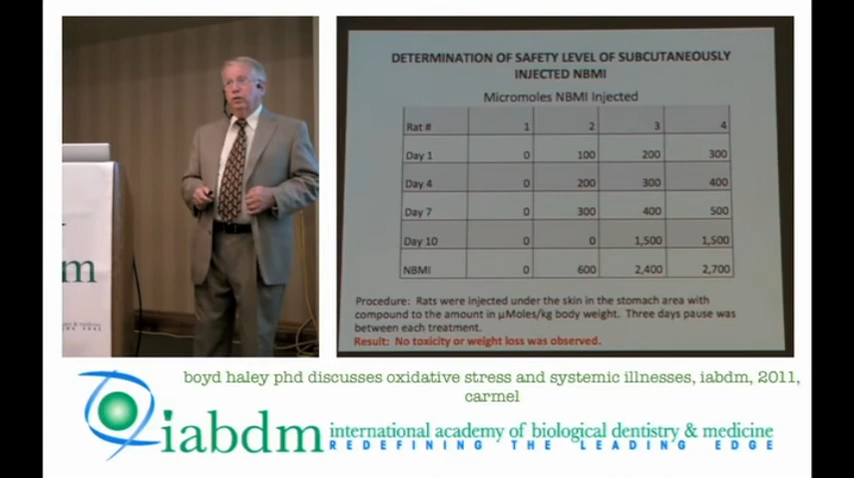 DETERMINATION OF SAFETY LEVEL OF SUBCUTANEOUSLY
INJECTED NBMI
Micromoles NBMI Injected
Rat # 1 2 3 4
Day 1 0 100 200 300
Day 4 0 200 300 400
Day 7 0 300 400 500
Day 10 0 0 1,500 1,500
NBMI 0 600 2,400 2,700
Procedure: Rats were injected under the skin in the stomach area with
compound to the amount in µMoles/kg body weight. Three days pause was
between each treatment.
Result: No toxicity or weight loss was observed.
dm
boyd haley phd discusses oxidative stress and systemic illnesses, iabdm, 2011,
carmel
iabdm international academy of biological dentistry & medicine
REDEFINING THE LEADING EDGE